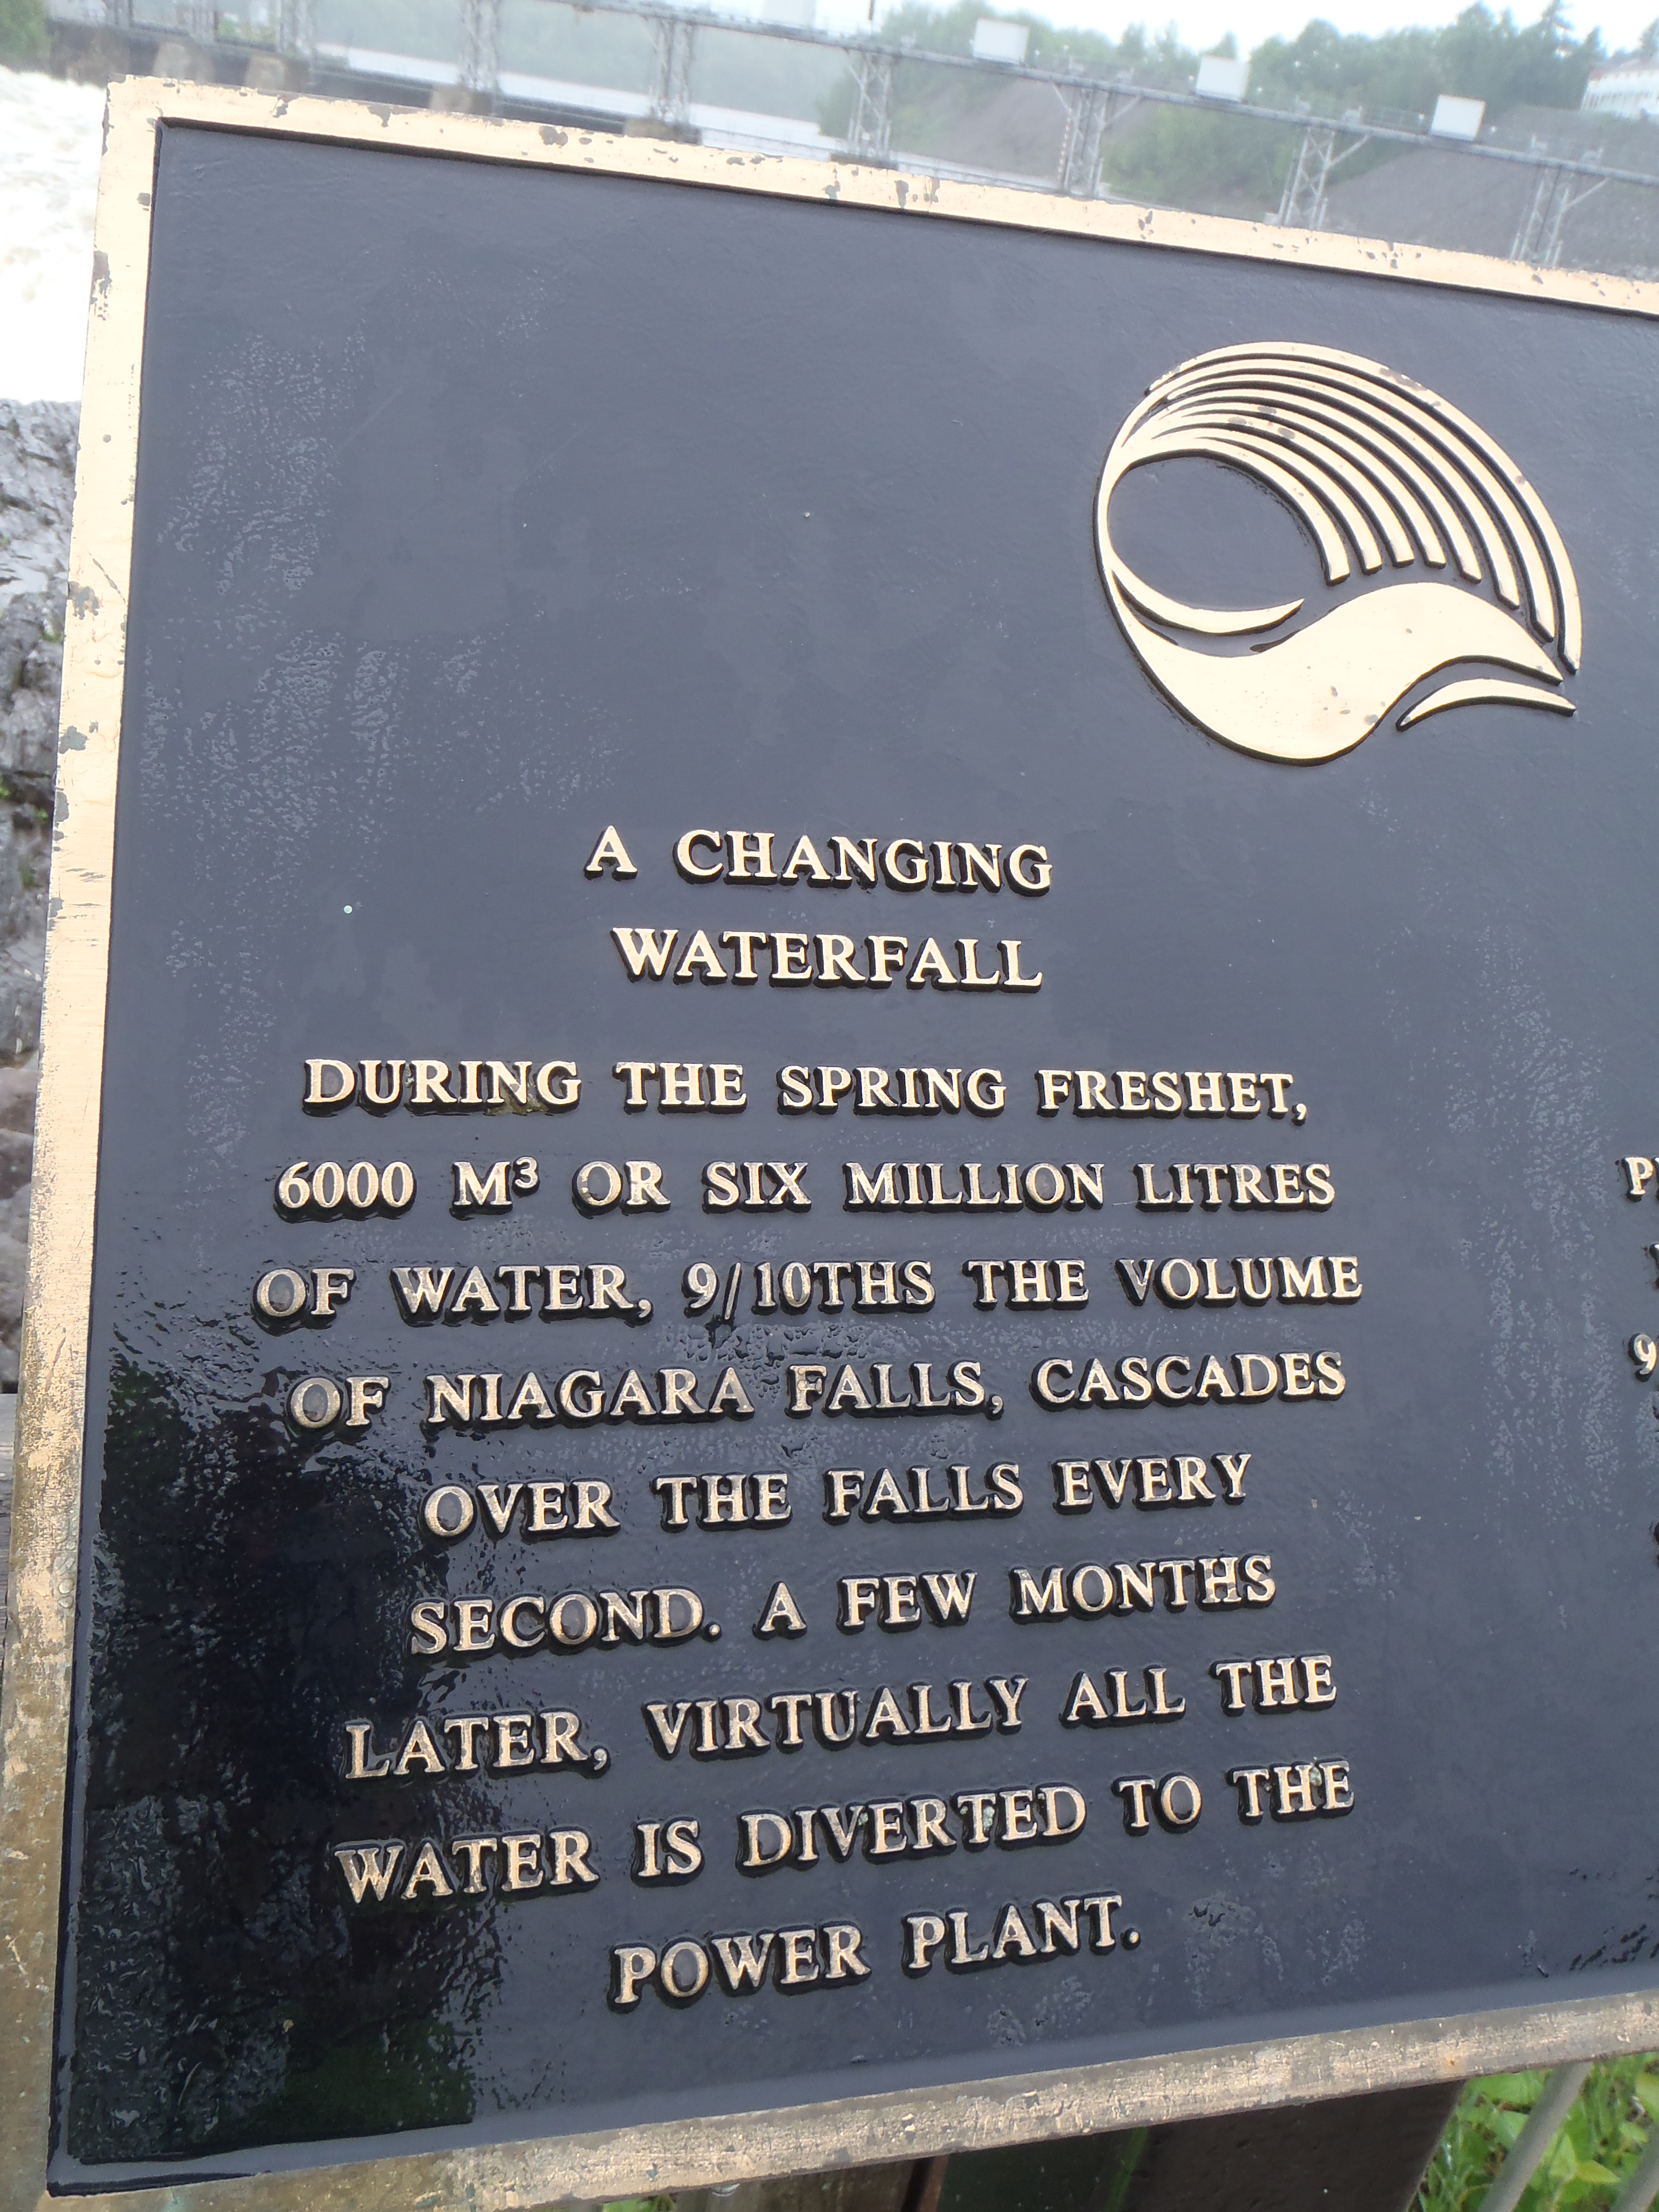 A CHANGING
WATERFALL
DURING THE SPRING FRESHET,
6000 M³ OR SIX MILLION LITRES
OF WATER, 9/10THS THE VOLUME
OF NIAGARA FALLS, CASCADES
OVER THE FALLS EVERY
SECOND. A FEW MONTHS
LATER, VIRTUALLY ALL THE
WATER IS DIVERTED TO THE
POWER PLANT.